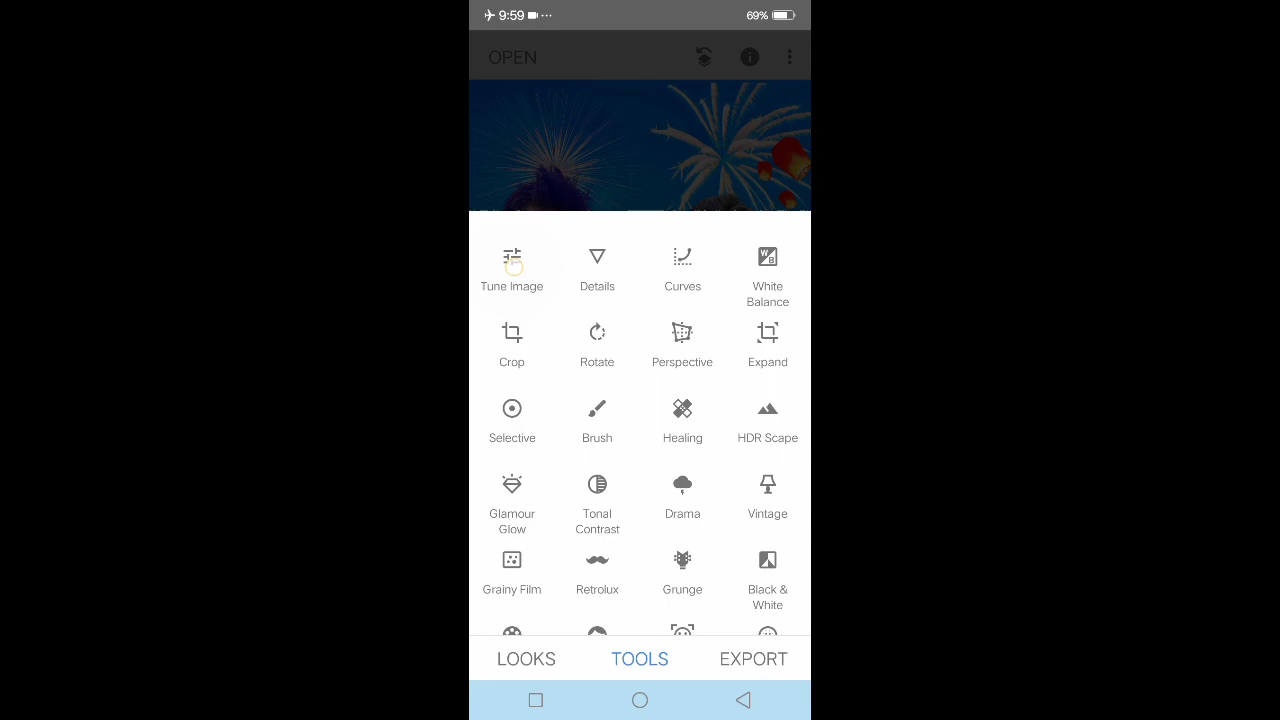 9:59
69%
OPEN
Tune Image
Details
Curves
White
Balance
W
B
Crop
Rotate
Perspective
Expand
Selective
Brush
Healing
HDR Scape
Glamour
Glow
Tonal
Contrast
Drama
Vintage
Grainy Film
Retrolux
Grunge
Black &
White
LOOKS
TOOLS
EXPORT